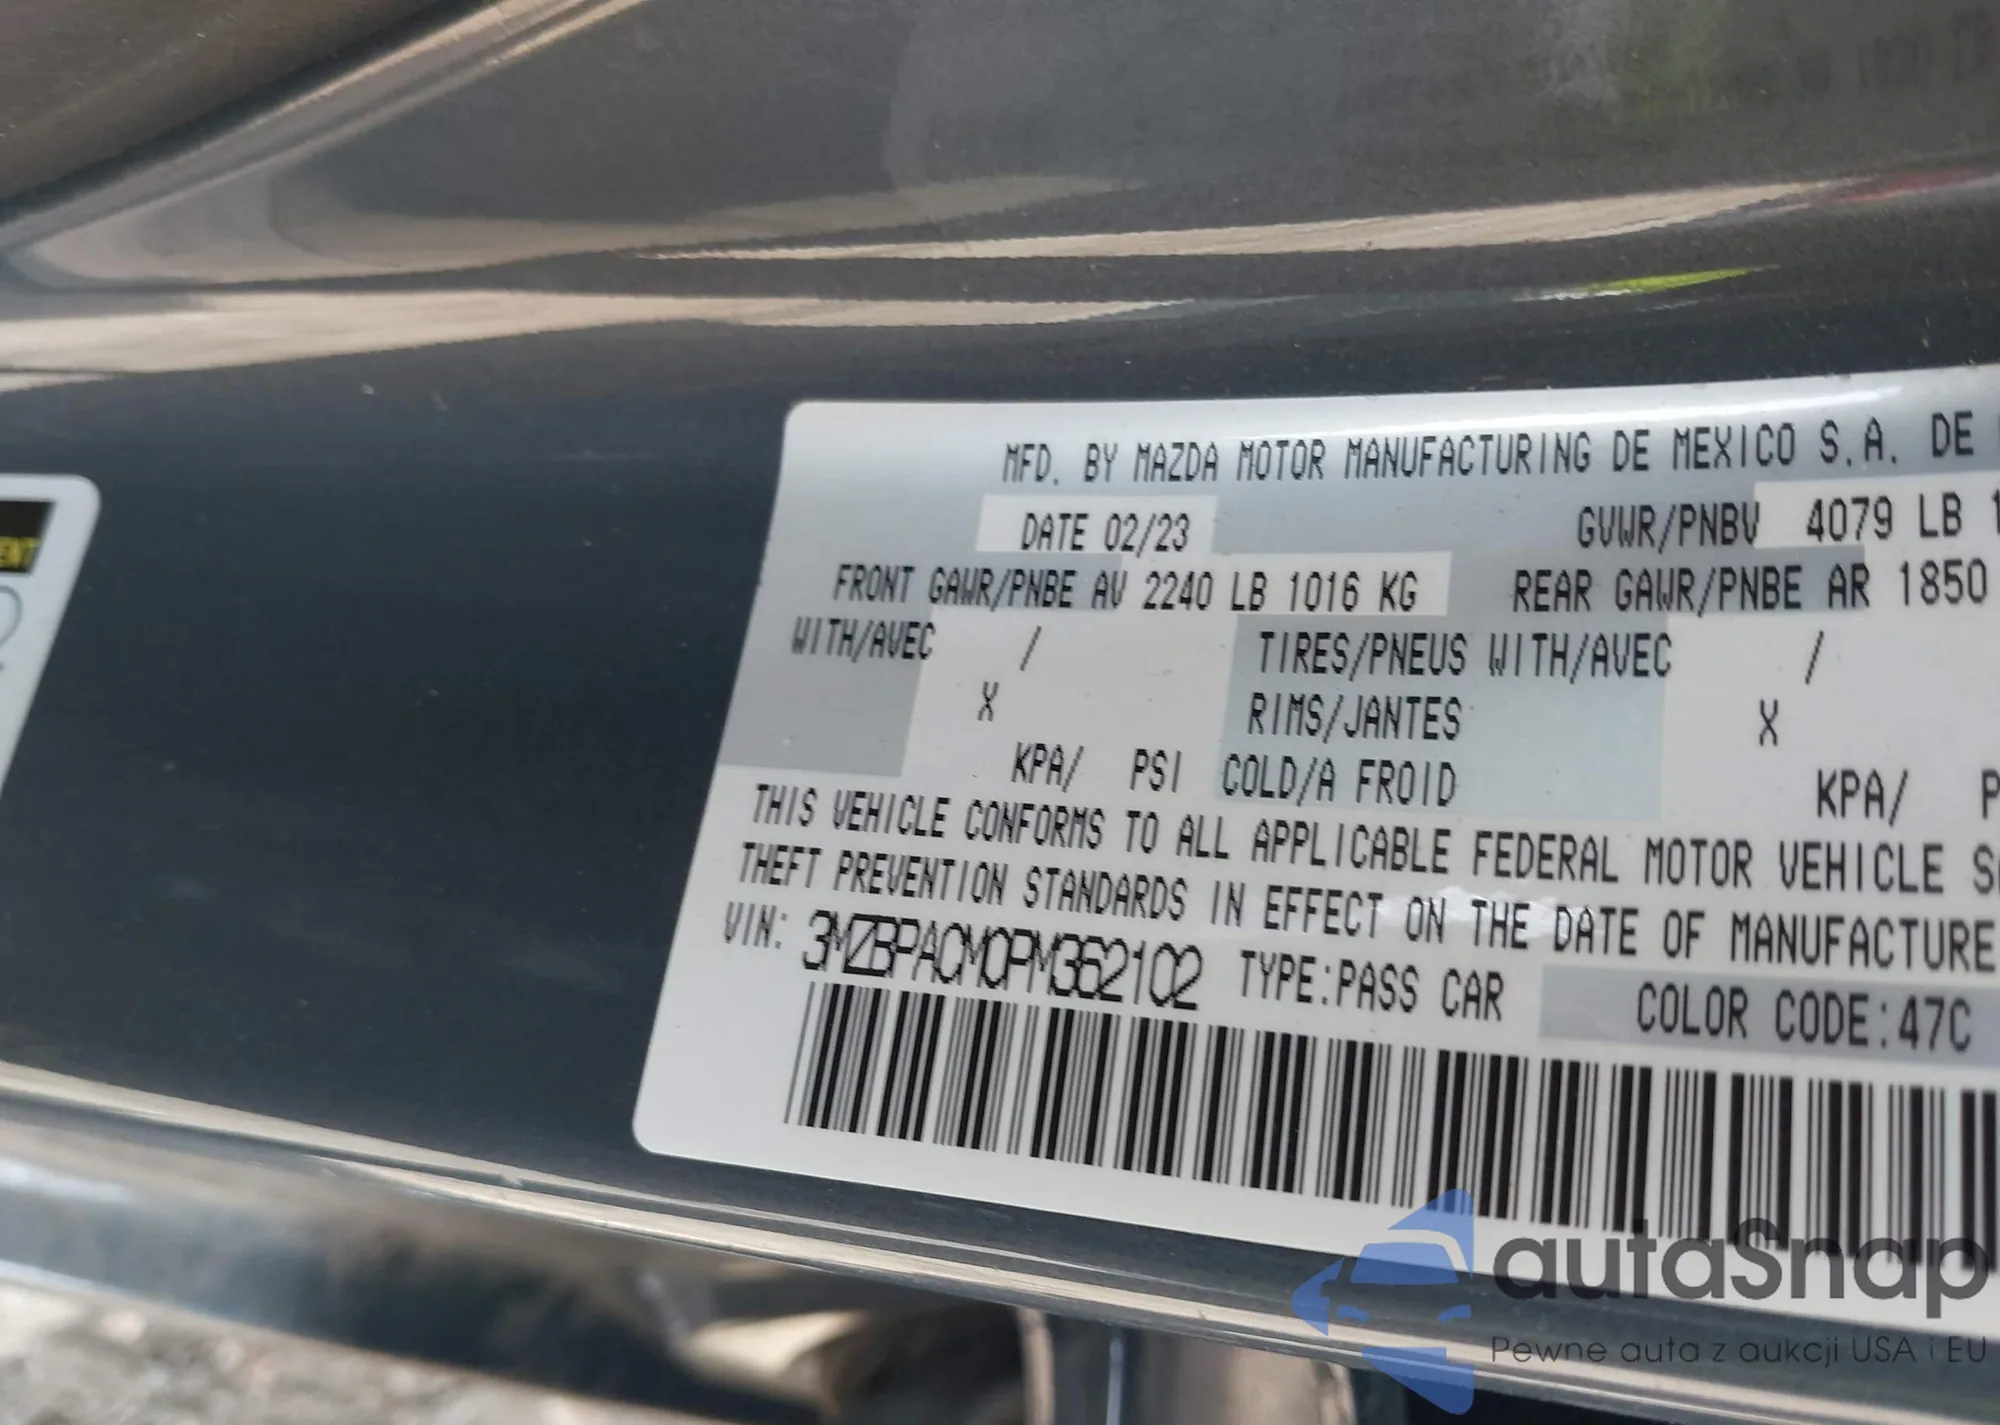 MFD. BY MAZDA MOTOR MANUFACTURING DE MEXICO S.A. DE
DATE 02/23 GVWR/PNBV 4079 LB
FRONT GAWR/PNBE AV 2240 LB 1016 KG REAR GAWR/PNBE AR 1850
WITH/AVEC / TIRES/PNEUS WITH/AVEC /
X RIMS/JANTES X
KPA/ PSI COLD/A FROID KPA/ P
THIS VEHICLE CONFORMS TO ALL APPLICABLE FEDERAL MOTOR VEHICLE
THEFT PREVENTION STANDARDS IN EFFECT ON THE DATE OF MANUFACTURE
VIN: 3MZBPACM0PM362102 TYPE:PASS CAR COLOR CODE:47C
autaSnap
Pewne auta z aukcji USA i EU